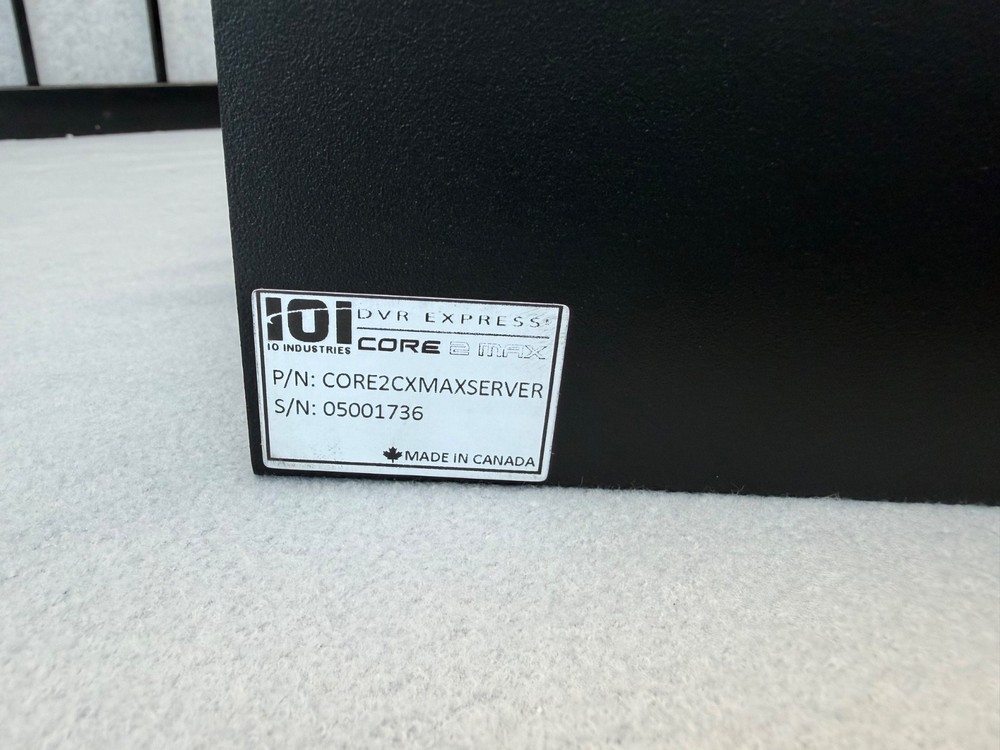 IOI DVR EXPRESS®
IO INDUSTRIES CORE 2 MAX
P/N: CORE2CXMAXSERVER
S/N: 05001736
MADE IN CANADA